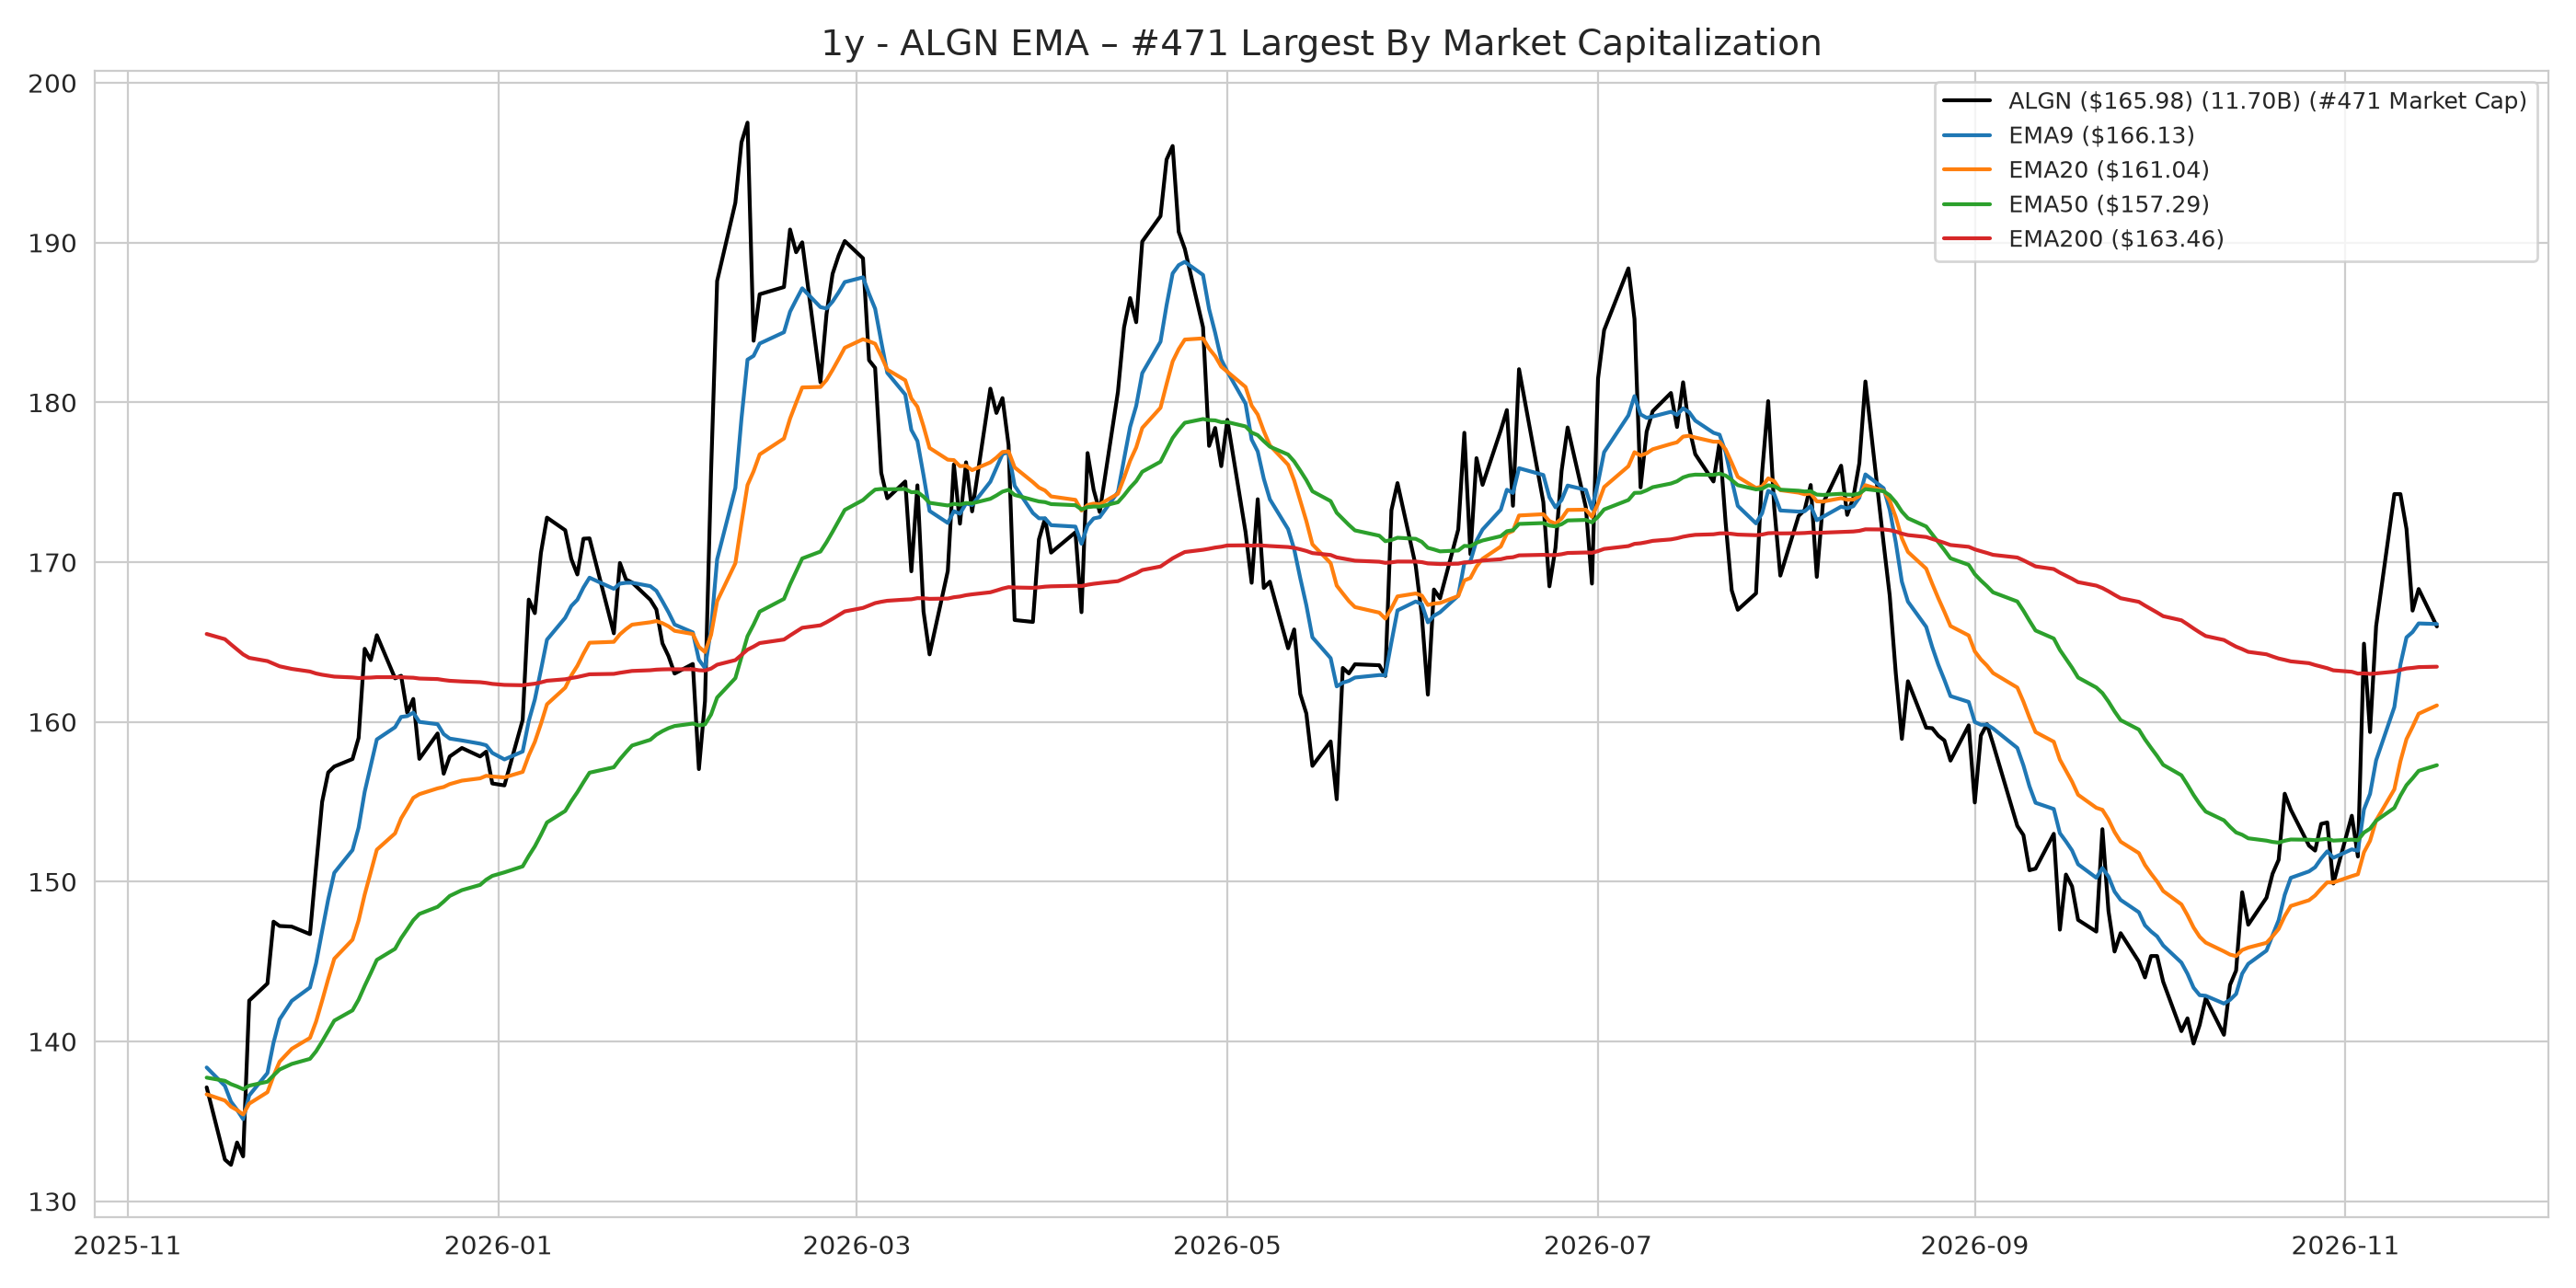 1y - ALGN EMA – #471 Largest By Market Capitalization
200
190
180
170
160
150
140
130
ALGN ($165.98) (11.70B) (#471 Market Cap)
EMA9 ($166.13)
EMA20 ($161.04)
EMA50 ($157.29)
EMA200 ($163.46)
2025-11 2026-01 2026-03 2026-05 2026-07 2026-09 2026-11